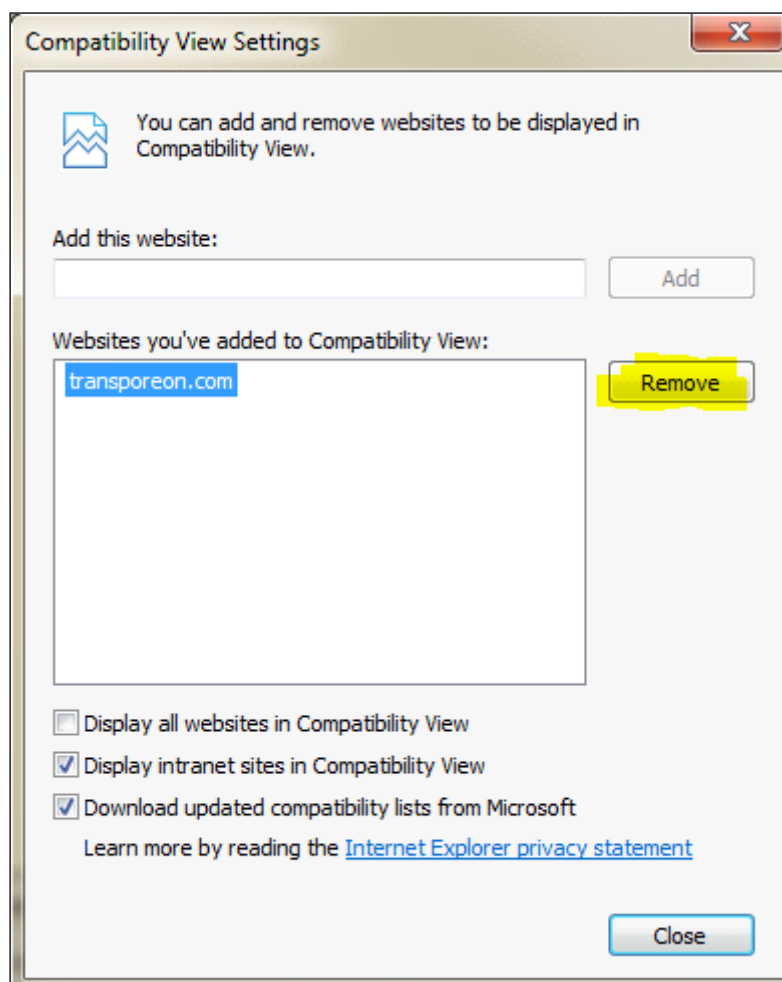 Compatibility View Settings
You can add and remove websites to be displayed in
Compatibility View.
Add this website:
Add
Websites you've added to Compatibility View:
transporeon.com
Remove
Display all websites in Compatibility View
Display intranet sites in Compatibility View
Download updated compatibility lists from Microsoft
Learn more by reading the Internet Explorer privacy statement
Close